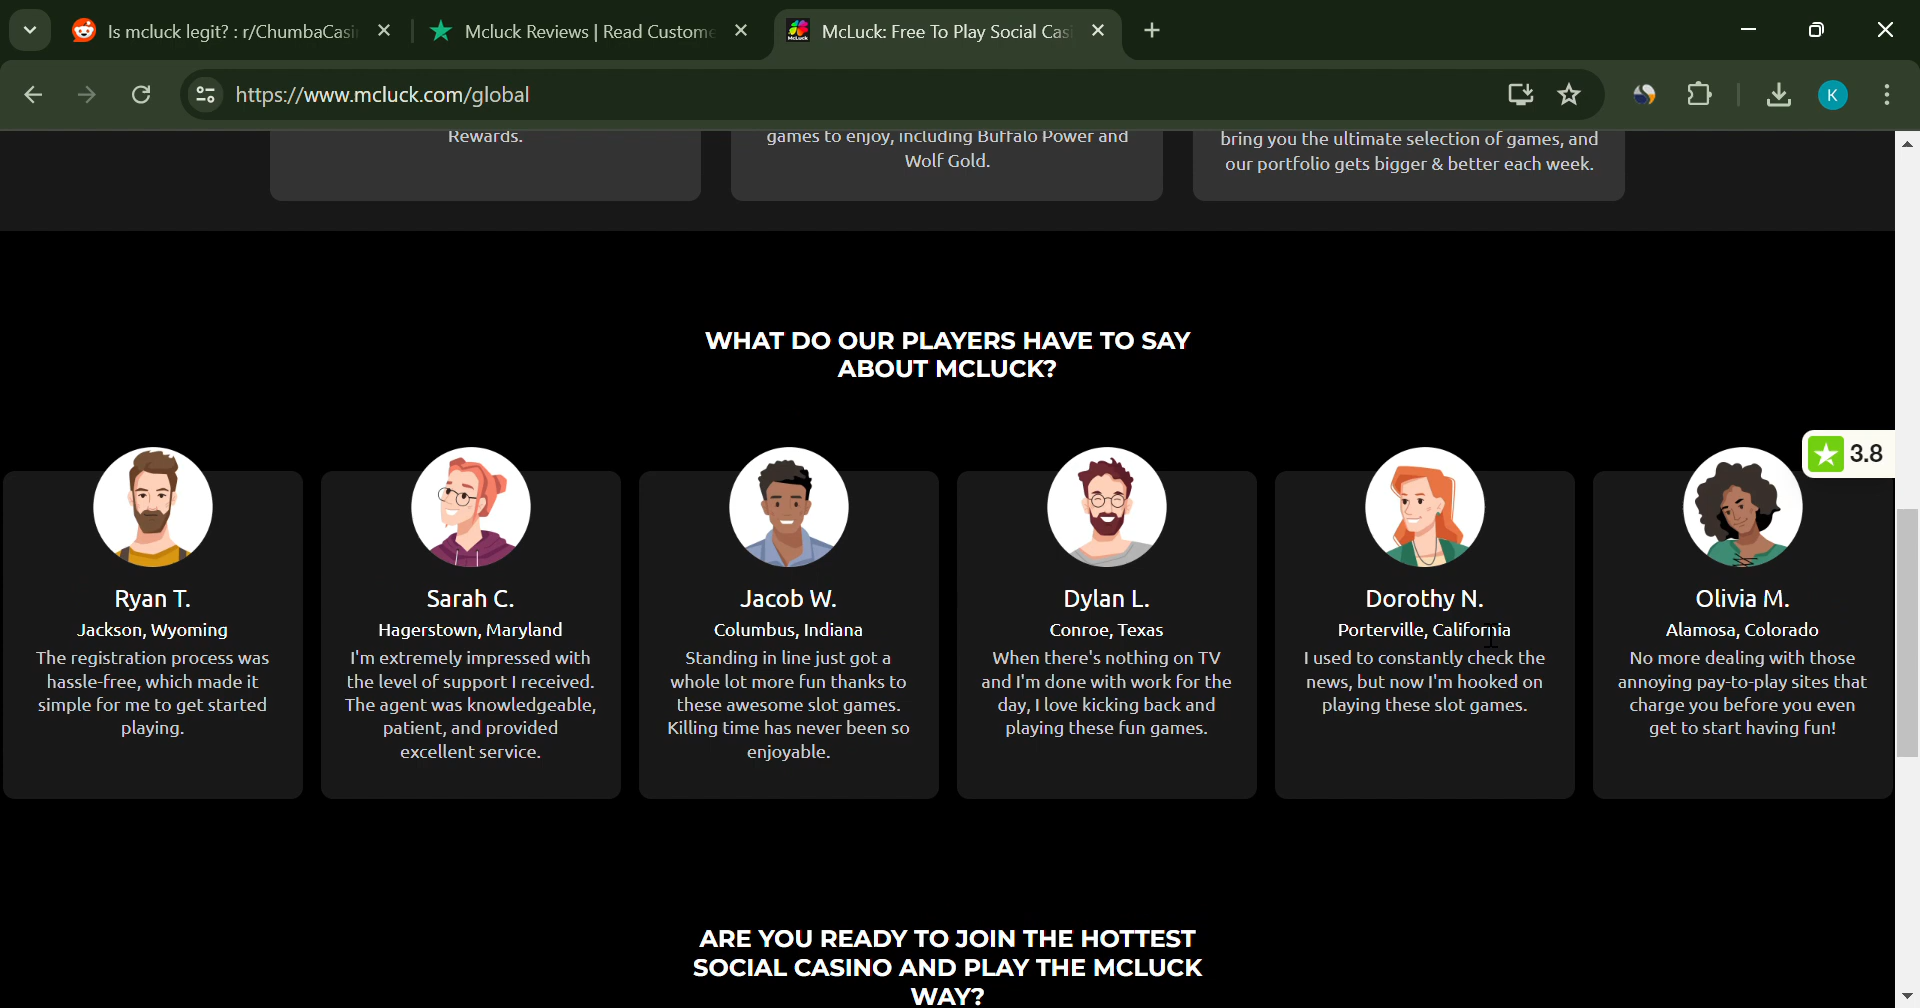 Is mcluck legit? : r/ChumbaCasi
Mcluck Reviews | Read Custome
McLuck: Free To Play Social Cas
https://www.mcluck.com/global
K
Rewards.
games to enjoy, including Buffalo Power and
Wolf Gold.
bring you the ultimate selection of games, and
our portfolio gets bigger & better each week.
WHAT DO OUR PLAYERS HAVE TO SAY
ABOUT MCLUCK?
3.8
Ryan T.
Jackson, Wyoming
The registration process was
hassle-free, which made it
simple for me to get started
playing.
Sarah C.
Hagerstown, Maryland
I'm extremely impressed with
the level of support I received.
The agent was knowledgeable,
patient, and provided
excellent service.
Jacob W.
Columbus, Indiana
Standing in line just got a
whole lot more fun thanks to
these awesome slot games.
Killing time has never been so
enjoyable.
Dylan L.
Conroe, Texas
When there's nothing on TV
and I'm done with work for the
day, I love kicking back and
playing these fun games.
Dorothy N.
Porterville, California
I used to constantly check the
news, but now I'm hooked on
playing these slot games.
Olivia M.
Alamosa, Colorado
No more dealing with those
annoying pay-to-play sites that
charge you before you even
get to start having fun!
ARE YOU READY TO JOIN THE HOTTEST
SOCIAL CASINO AND PLAY THE MCLUCK
WAY?